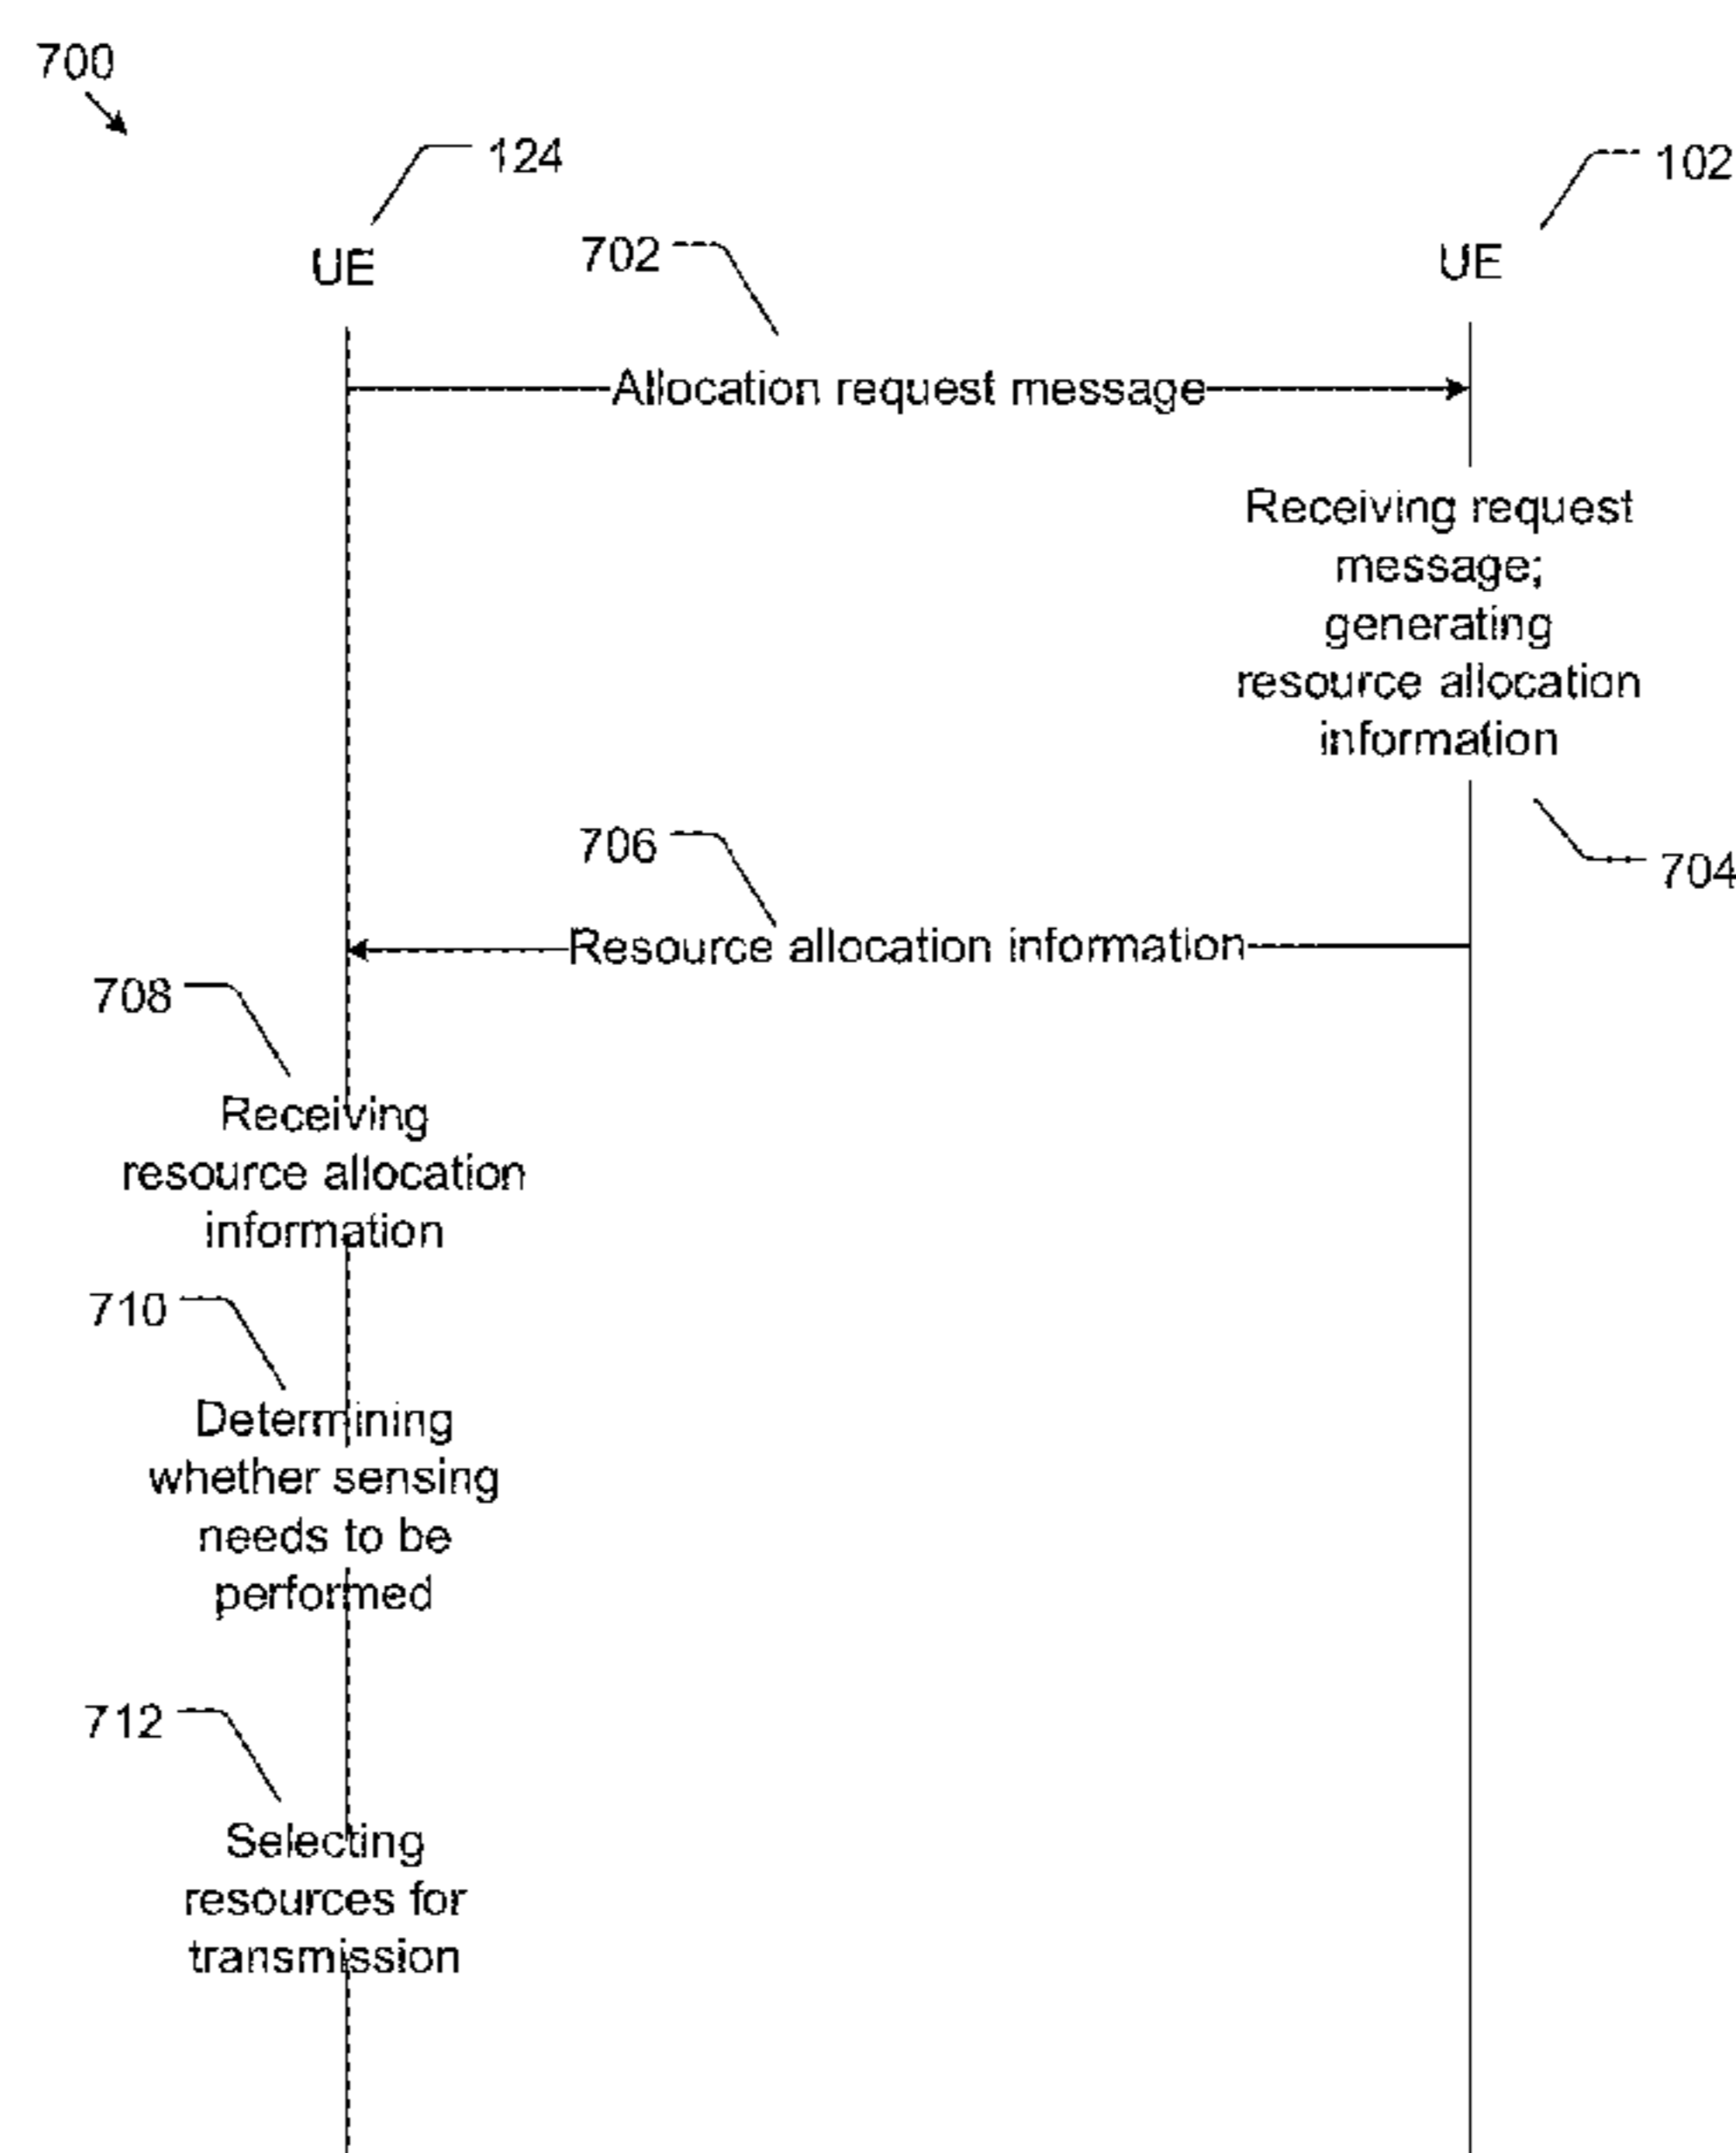 700
124
102
UE
702
UE
Allocation request message
Receiving request
message;
generating
resource allocation
information
706
704
Resource allocation information
708
Receiving
resource allocation
information
710
Determining
whether sensing
needs to be
performed
712
Selecting
resources for
transmission